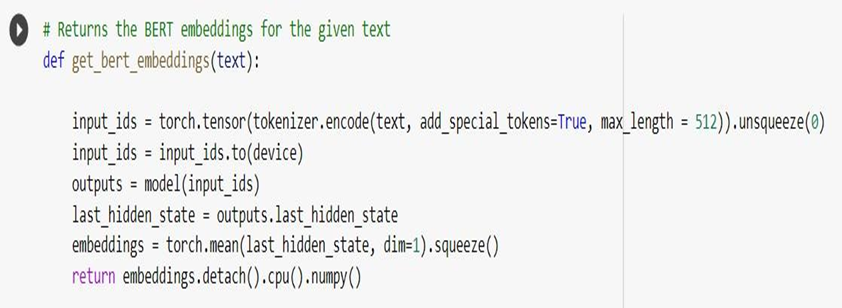 # Returns the BERT embeddings for the given text
def get_bert_embeddings(text):
input_ids = torch.tensor(tokenizer.encode(text, add_special_tokens=True, max_length = 512)).unsqueeze(0)
input_ids = input_ids.to(device)
outputs = model(input_ids)
last_hidden_state = outputs.last_hidden_state
embeddings = torch.mean(last_hidden_state, dim=1).squeeze()
return embeddings.detach().cpu().numpy()